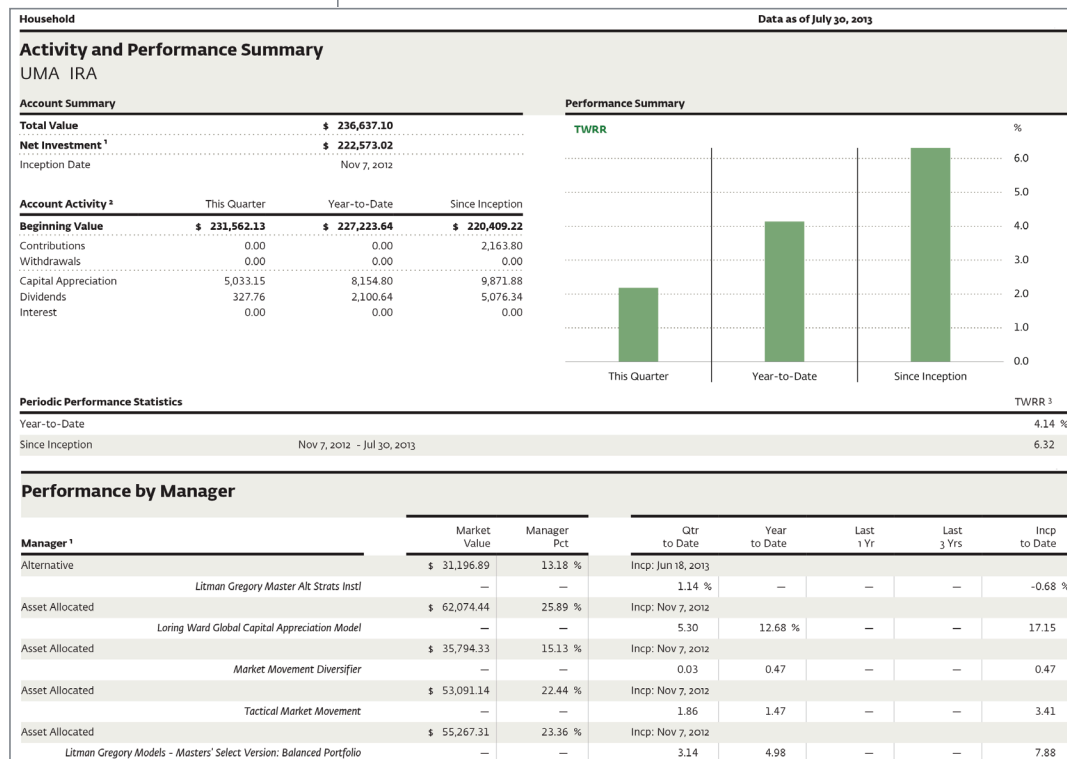 Household Data as of July 30, 2013
Activity and Performance Summary
UMA IRA
Account Summary
Total Value $ 236,637.10
Net Investment ¹ $ 222,573.02
Inception Date Nov 7, 2012
Account Activity ² This Quarter Year-to-Date Since Inception
Beginning Value $ 231,562.13 $ 227,223.64 $ 220,409.22
Contributions 0.00 0.00 2,163.80
Withdrawals 0.00 0.00 0.00
Capital Appreciation 5,033.15 8,154.80 9,871.88
Dividends 327.76 2,100.64 5,076.34
Interest 0.00 0.00 0.00
Performance Summary
TWRR %
6.0
5.0
4.0
3.0
2.0
1.0
0.0
This Quarter Year-to-Date Since Inception
Periodic Performance Statistics TWRR ³
Year-to-Date 4.14 %
Since Inception Nov 7, 2012 - Jul 30, 2013 6.32
Performance by Manager
Market Manager Qtr Year Last Last Incp
Manager ¹ Value Pct to Date to Date 1 Yr 3 Yrs to Date
Alternative $ 31,196.89 13.18 % Incp: Jun 18, 2013
Litman Gregory Master Alt Strats Instl — — 1.14 % — — — -0.68 %
Asset Allocated $ 62,074.44 25.89 % Incp: Nov 7, 2012
Loring Ward Global Capital Appreciation Model — — 5.30 12.68 % — — 17.15
Asset Allocated $ 35,794.33 15.13 % Incp: Nov 7, 2012
Market Movement Diversifier — — 0.03 0.47 — — 0.47
Asset Allocated $ 53,091.14 22.44 % Incp: Nov 7, 2012
Tactical Market Movement — — 1.86 1.47 — — 3.41
Asset Allocated $ 55,267.31 23.36 % Incp: Nov 7, 2012
Litman Gregory Models - Masters' Select Version: Balanced Portfolio — — 3.14 4.98 — — 7.88